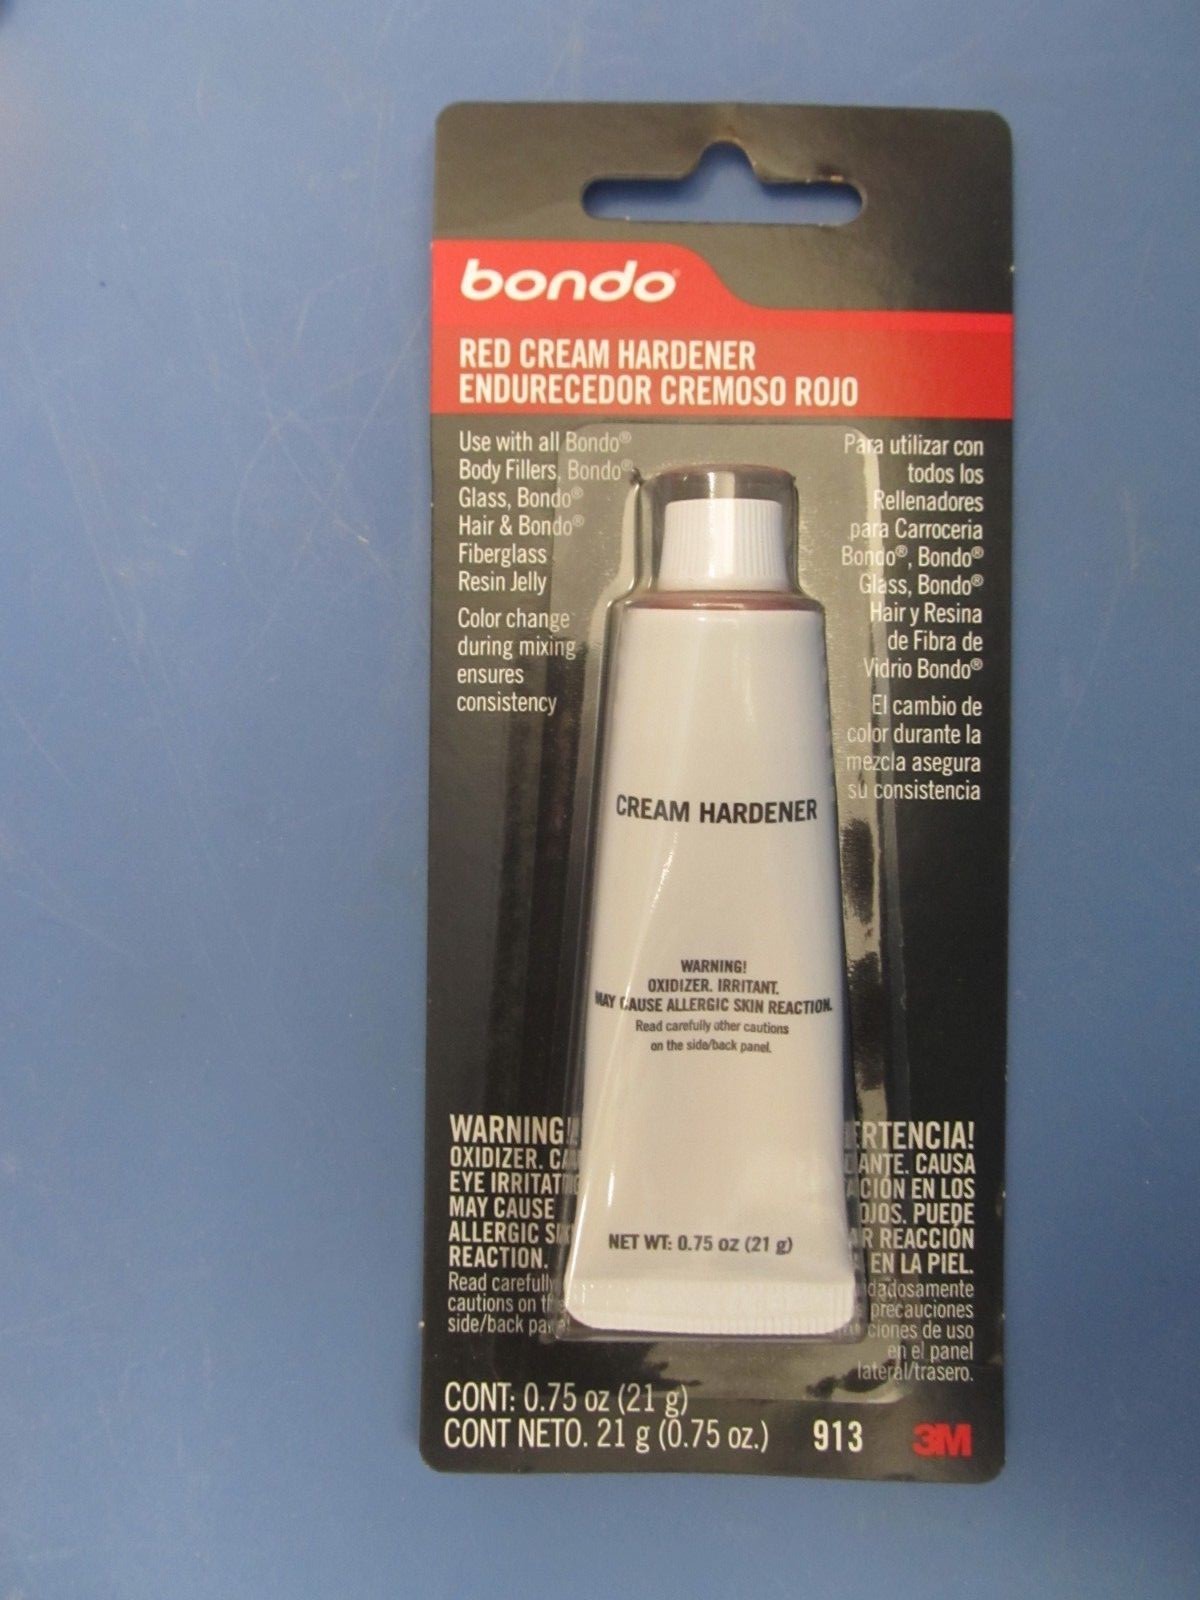 bondo®
RED CREAM HARDENER
ENDURECEDOR CREMOSO ROJO
Use with all Bondo®
Body Fillers, Bondo®
Glass, Bondo®
Hair & Bondo®
Fiberglass
Resin Jelly
Color change
during mixing
ensures
consistency
Para utilizar con
todos los
Rellenadores
para Carroceria
Bondo®, Bondo®
Glass, Bondo®
Hair y Resina
de Fibra de
Vidrio Bondo®
El cambio de
color durante la
mezcla asegura
su consistencia
CREAM HARDENER
WARNING!
OXIDIZER. IRRITANT.
MAY CAUSE ALLERGIC SKIN REACTION.
Read carefully other cautions
on the side/back panel.
NET WT: 0.75 oz (21 g)
WARNING!
OXIDIZER.
EYE
MAY CAUSE
ALLERGIC
REACTION.
Read carefully
cautions on
side/back
CAUSA
EN LOS
OJOS. PUEDE
REACCIÓN
EN LA PIEL.
precauciones
de uso
en el panel
lateral/trasero.
CONT: 0.75 oz (21 g)
CONT NETO. 21 g (0.75 oz.)
913
3M